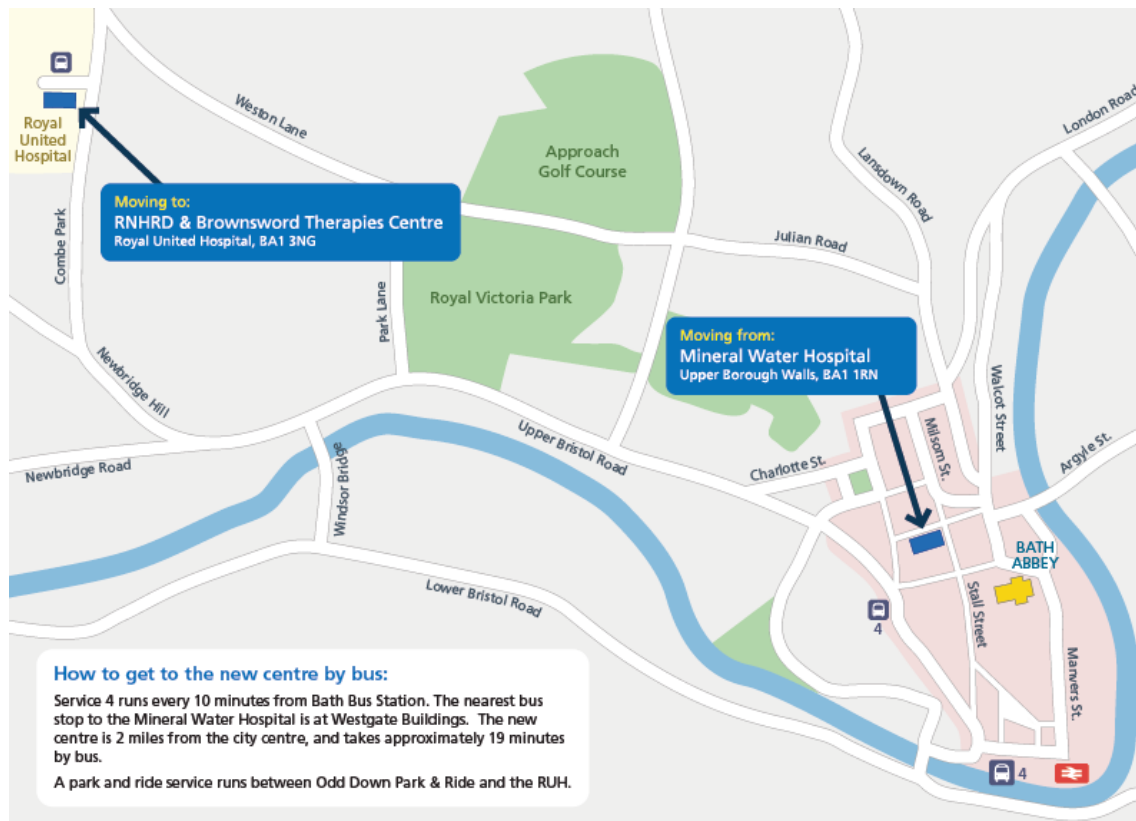 Weston Lane
London Road
Approach
Golf Course
Royal
United
Hospital
Lansdown Road
Moving to:
RNHRD & Brownsword Therapies Centre
Royal United Hospital, BA1 3NG
Combe Park
Julian Road
Park Lane
Royal Victoria Park
Moving from:
Mineral Water Hospital
Upper Borough Walls, BA1 1RN
Newbridge Hill
Walcot Street
Milsom St.
Upper Bristol Road
Argyle St.
Newbridge Road
Windsor Bridge
Charlotte St.
BATH
ABBEY
Lower Bristol Road
4
Stall Street
Manvers St.
How to get to the new centre by bus:
Service 4 runs every 10 minutes from Bath Bus Station. The nearest bus
stop to the Mineral Water Hospital is at Westgate Buildings. The new
centre is 2 miles from the city centre, and takes approximately 19 minutes
by bus.
A park and ride service runs between Odd Down Park & Ride and the RUH.
4